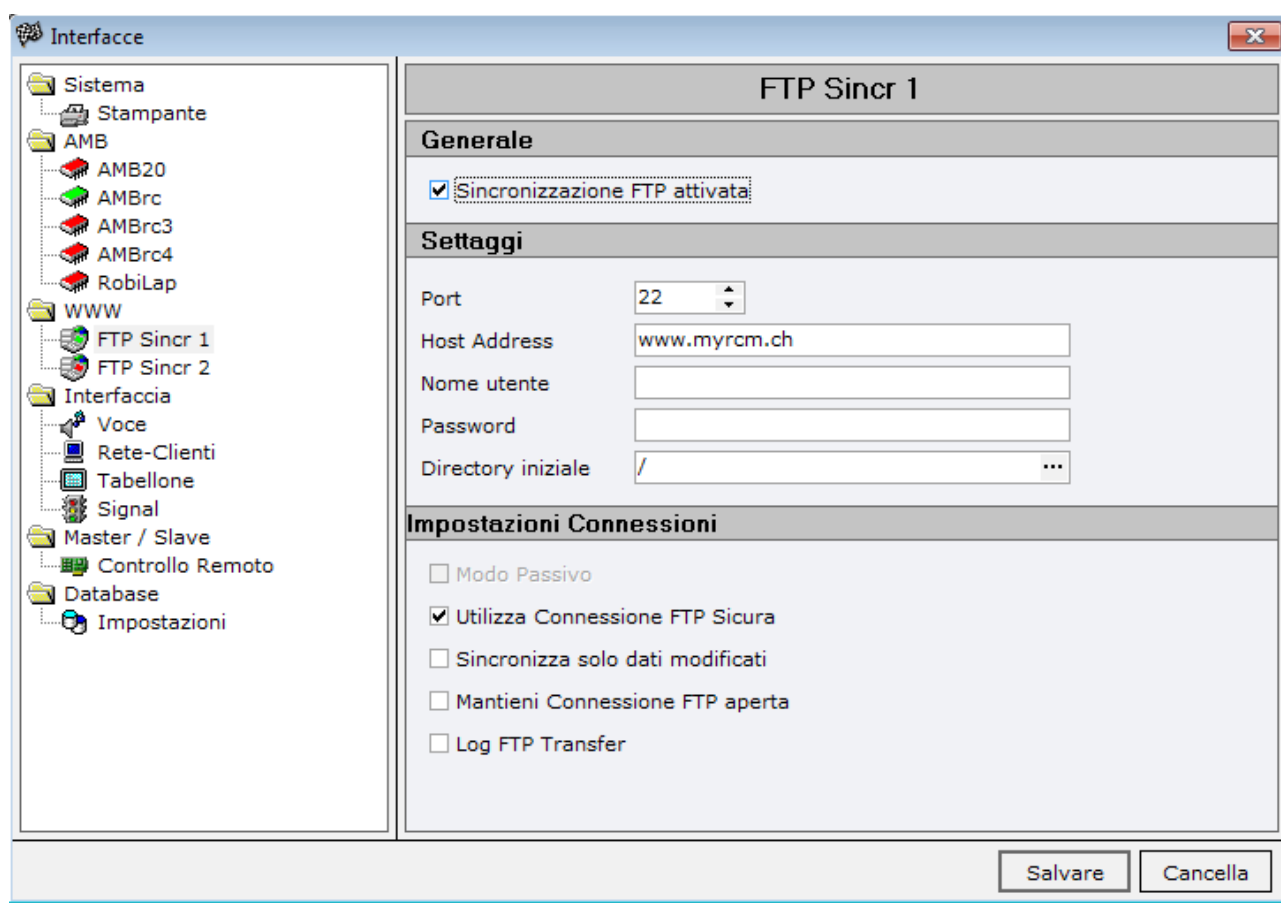 Interfacce
Sistema
Stampante
AMB
AMB20
AMBrc
AMBrc3
AMBrc4
RobiLap
WWW
FTP Sincr 1
FTP Sincr 2
Interfaccia
Voce
Rete-Clienti
Tabellone
Signal
Master / Slave
Controllo Remoto
Database
Impostazioni
FTP Sincr 1
Generale
Sincronizzazione FTP attivata
Settaggi
Port 22
Host Address www.myrcm.ch
Nome utente
Password
Directory iniziale / ...
Impostazioni Connessioni
Modo Passivo
Utilizza Connessione FTP Sicura
Sincronizza solo dati modificati
Mantieni Connessione FTP aperta
Log FTP Transfer
Salvare Cancella